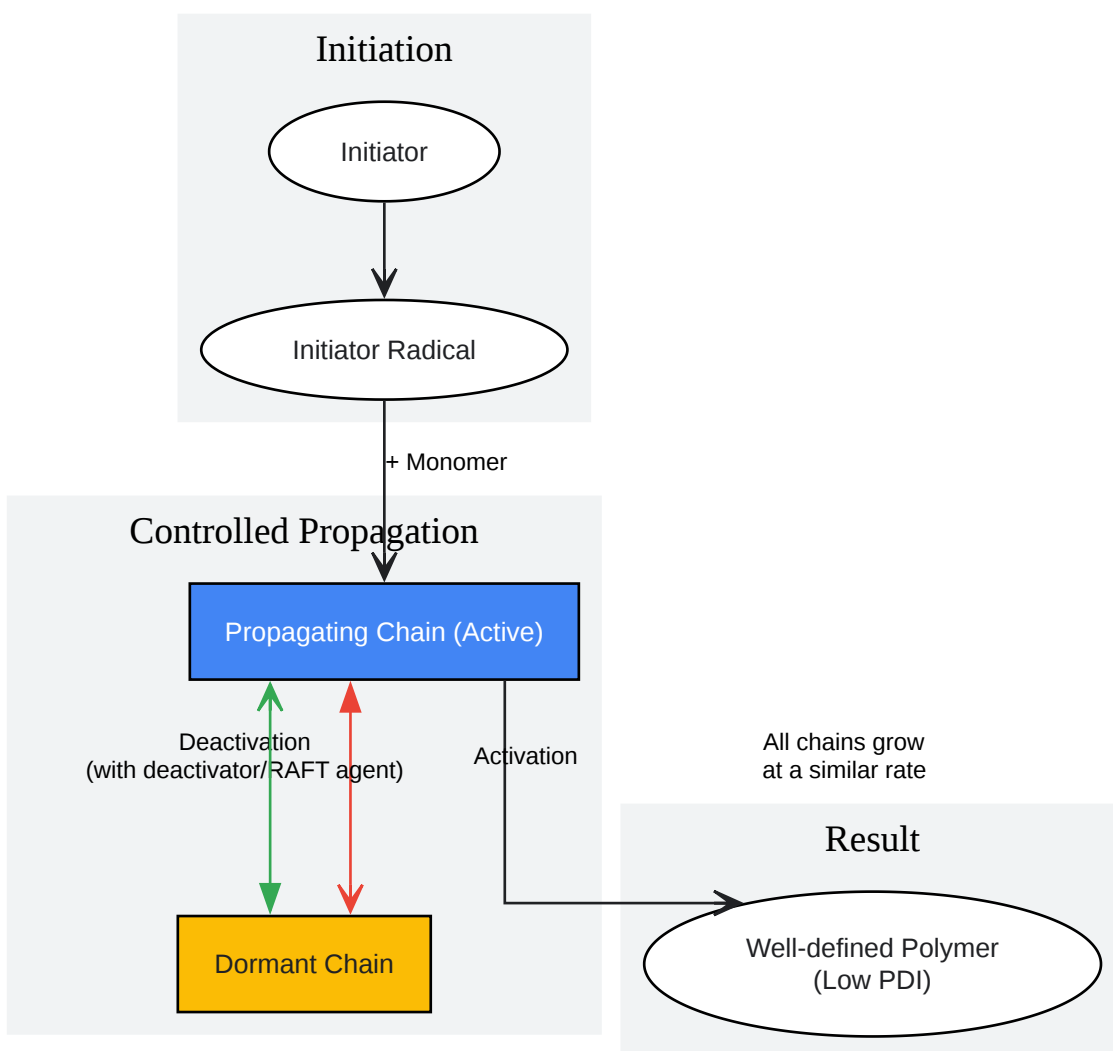 Initiation
Initiator
Initiator Radical
+ Monomer
Controlled Propagation
Propagating Chain (Active)
Deactivation
(with deactivator/RAFT agent)
Activation
All chains grow
at a similar rate
Result
Dormant Chain
Well-defined Polymer
(Low PDI)